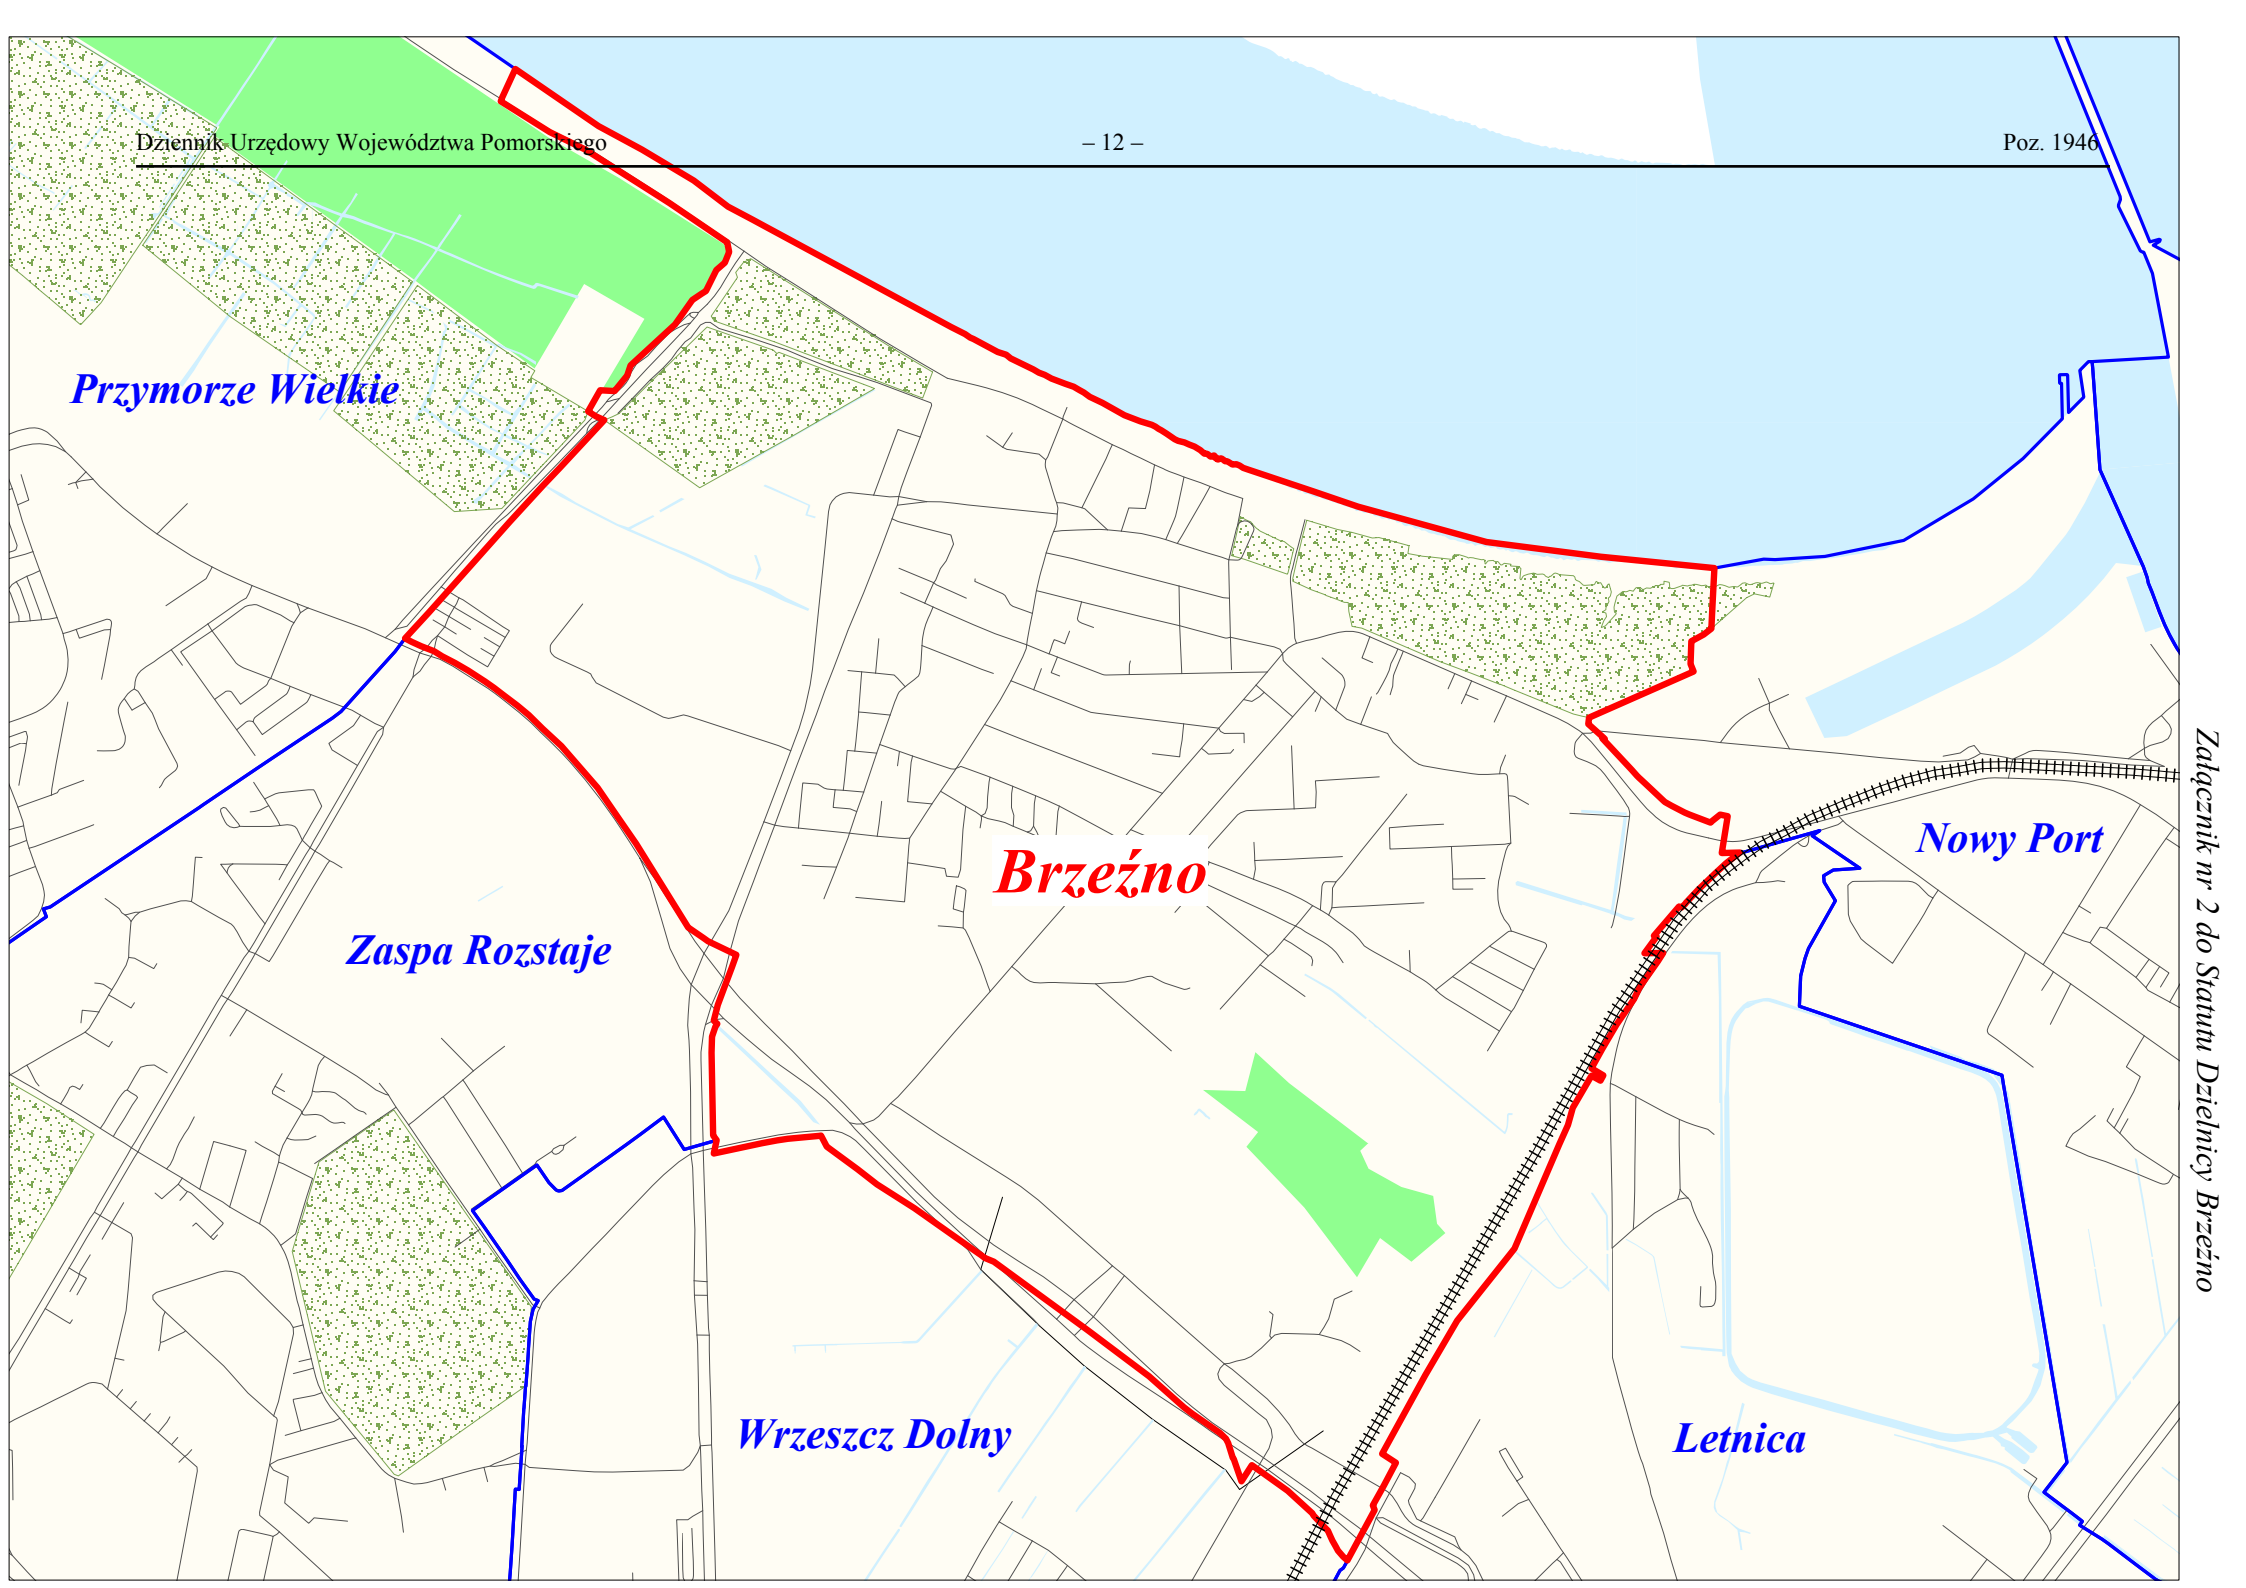 Dziennik Urzędowy Województwa Pomorskiego
– 12 –
Poz. 1946
Przymorze Wielkie
Brzeźno
Nowy Port
Zaspa Rozstaje
Wrzeszcz Dolny
Letnica
Załącznik nr 2 do Statutu Dzielnicy Brzeźno